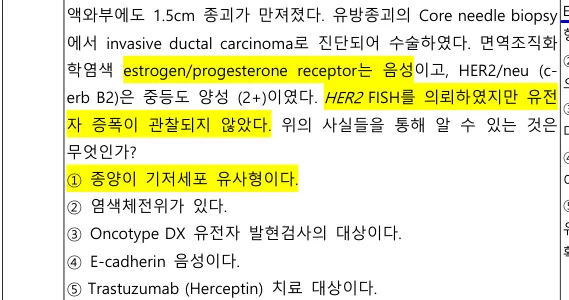 액와부에도 1.5cm 종괴가 만져졌다. 유방종괴의 Core needle biopsy
에서 invasive ductal carcinoma로 진단되어 수술하였다. 면역조직화
학염색 estrogen/progesterone receptor는 음성이고, HER2/neu (c-
erb B2)은 중등도 양성 (2+)이였다. HER2 FISH를 의뢰하였지만 유전
자 증폭이 관찰되지 않았다. 위의 사실들을 통해 알 수 있는 것은
무엇인가?
① 종양이 기저세포 유사형이다.
② 염색체전위가 있다.
③ Oncotype DX 유전자 발현검사의 대상이다.
④ E-cadherin 음성이다.
⑤ Trastuzumab (Herceptin) 치료 대상이다.